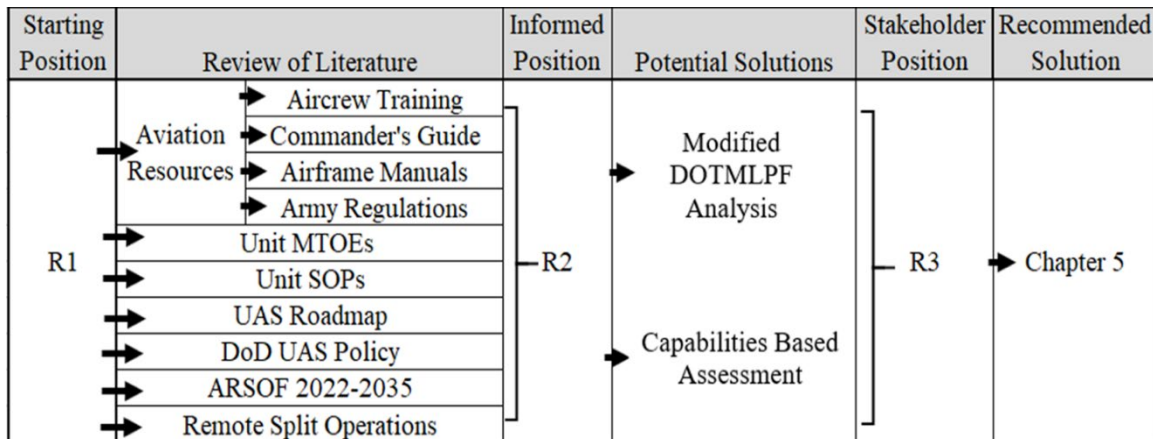 Starting Position
Review of Literature
Informed Position
Potential Solutions
Stakeholder Position
Recommended Solution
R1
Aviation Resources
Aircrew Training
Commander's Guide
Airframe Manuals
Army Regulations
Unit MTOEs
Unit SOPs
UAS Roadmap
DoD UAS Policy
ARSOF 2022-2035
Remote Split Operations
R2
Modified
DOTMLPF
Analysis
Capabilities Based
Assessment
R3
Chapter 5